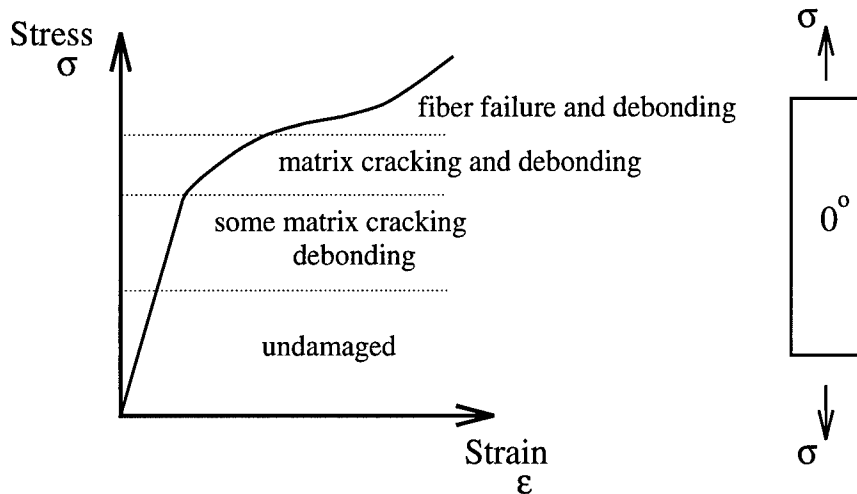 Stress
σ
fiber failure and debonding
matrix cracking and debonding
some matrix cracking
debonding
undamaged
Strain
ε
σ
0°
σ